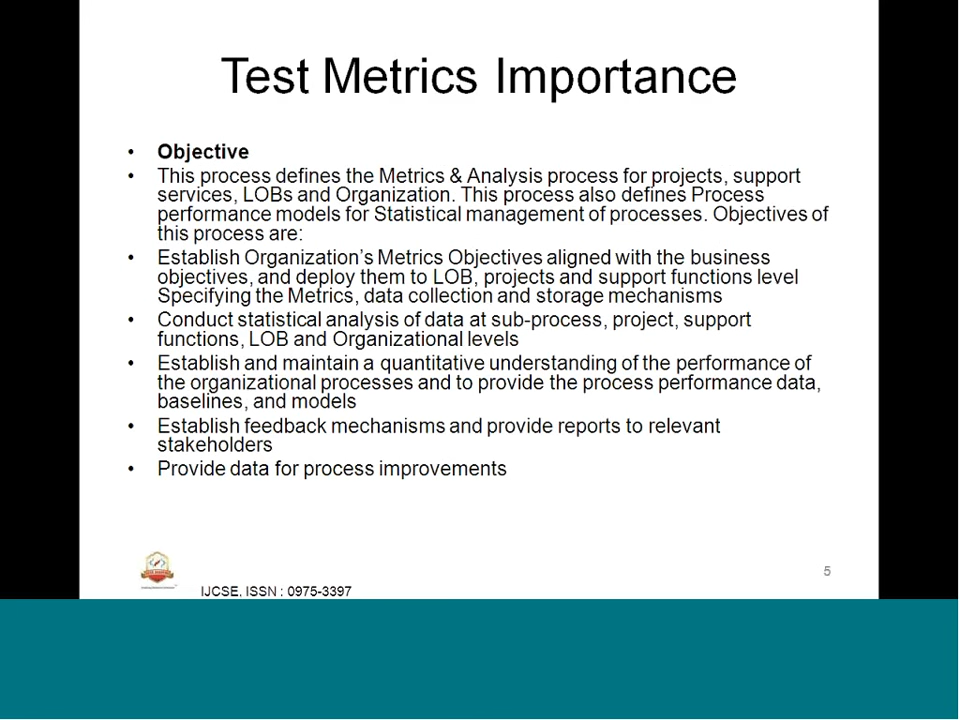 Test Metrics Importance
• Objective
• This process defines the Metrics & Analysis process for projects, support
services, LOBs and Organization. This process also defines Process
performance models for Statistical management of processes. Objectives of
this process are:
• Establish Organization’s Metrics Objectives aligned with the business
objectives, and deploy them to LOB, projects and support functions level
Specifying the Metrics, data collection and storage mechanisms
• Conduct statistical analysis of data at sub-process, project, support
functions, LOB and Organizational levels
• Establish and maintain a quantitative understanding of the performance of
the organizational processes and to provide the process performance data,
baselines, and models
• Establish feedback mechanisms and provide reports to relevant
stakeholders
• Provide data for process improvements
5
IJCSE, ISSN : 0975-3397